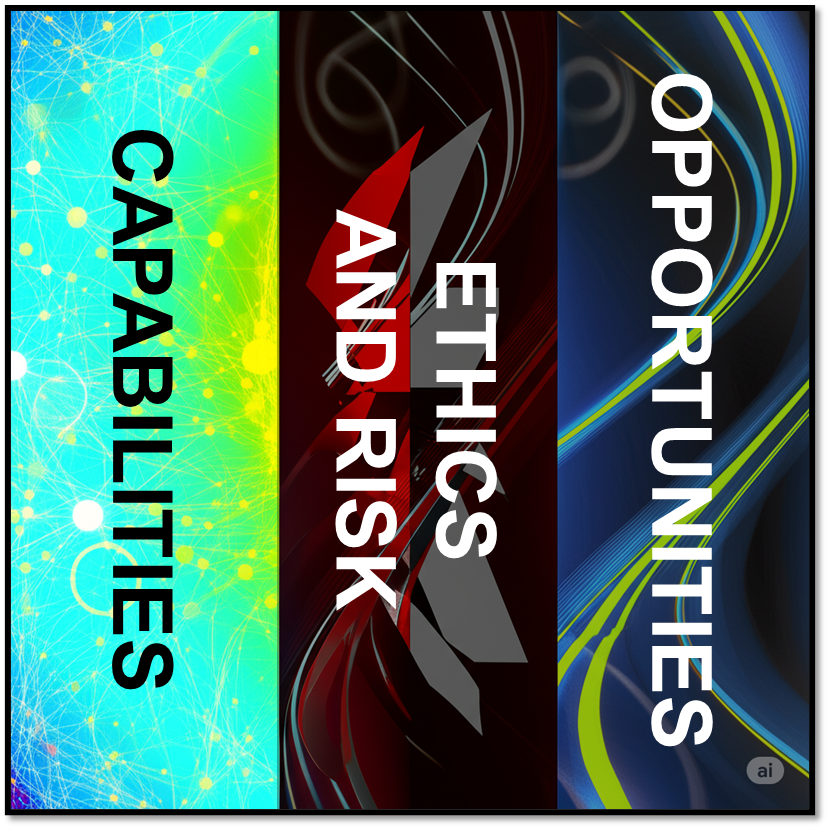 CAPABILITIES
ETHICS
AND RISK
OPPORTUNITIES
ai